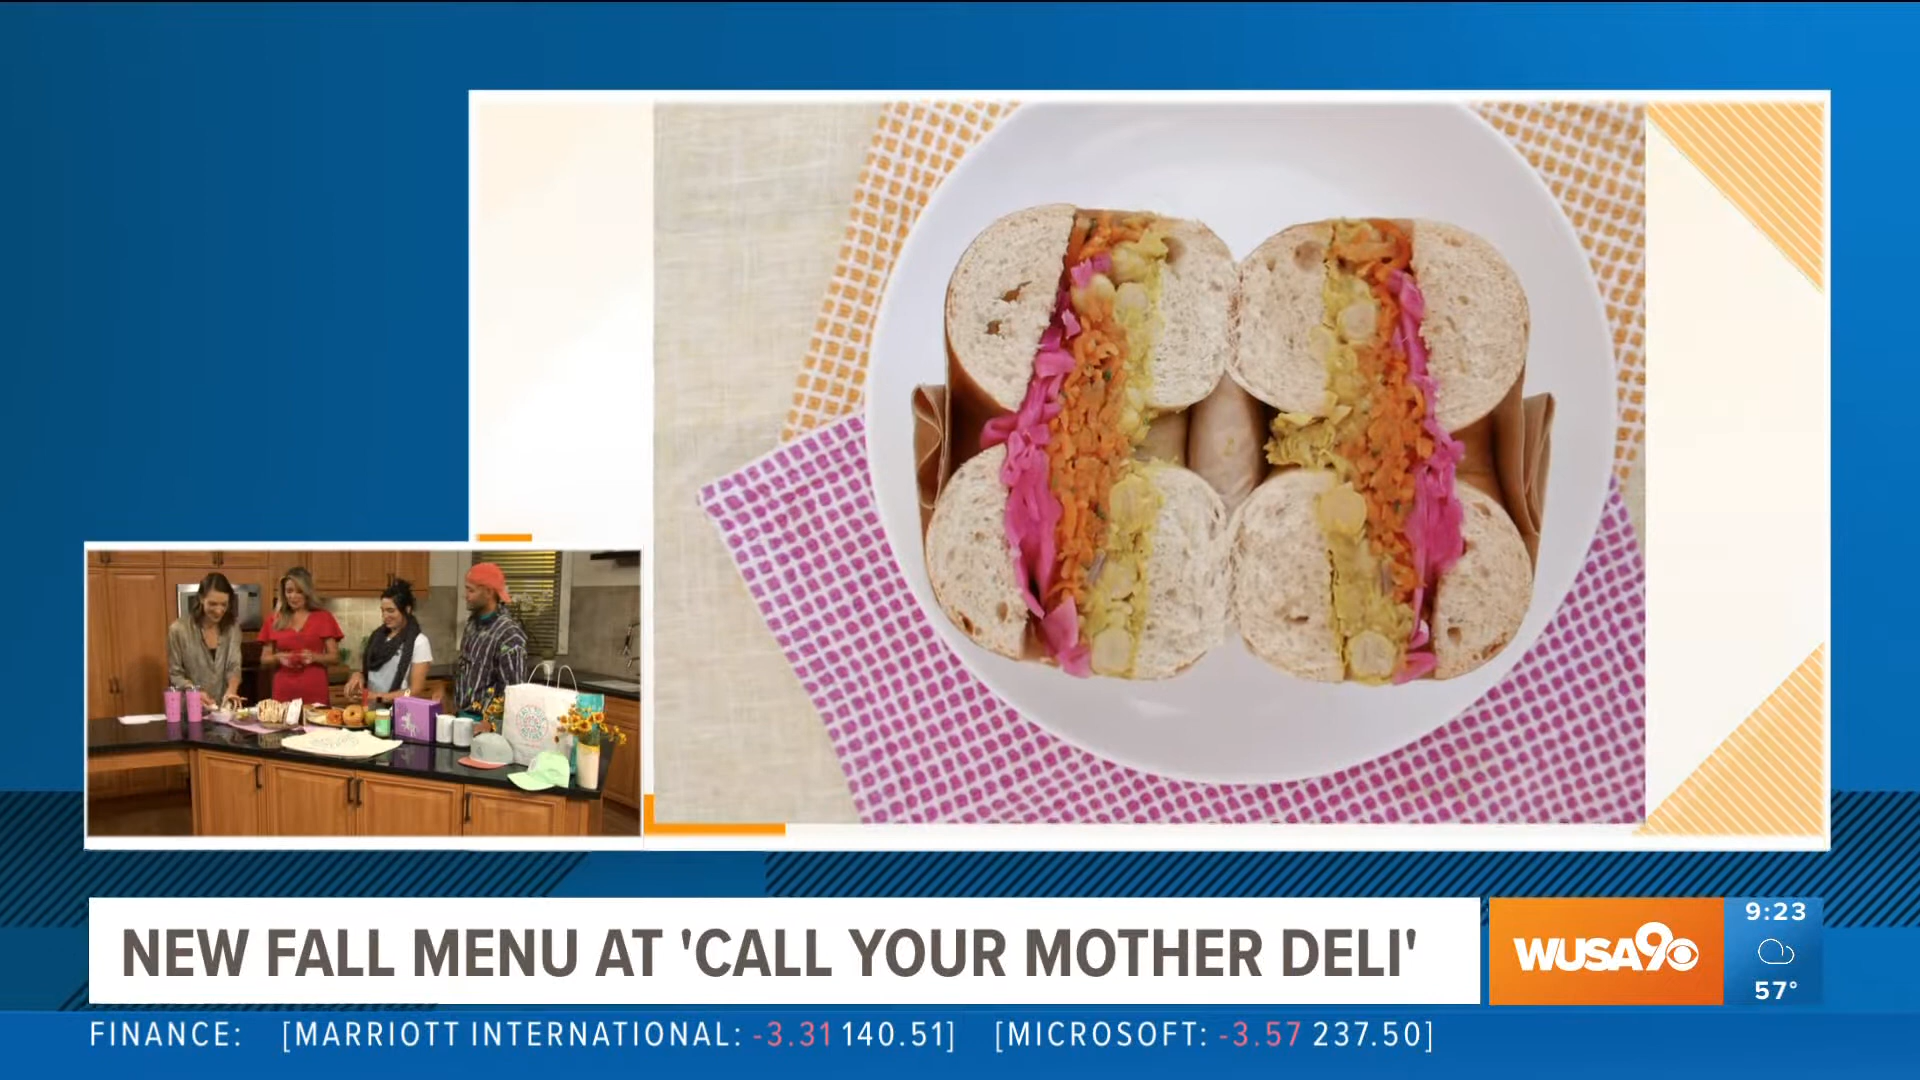 NEW FALL MENU AT 'CALL YOUR MOTHER DELI'
WUSA9
9:23
57°
FINANCE: [MARRIOTT INTERNATIONAL: -3.31 140.51] [MICROSOFT: -3.57 237.50]